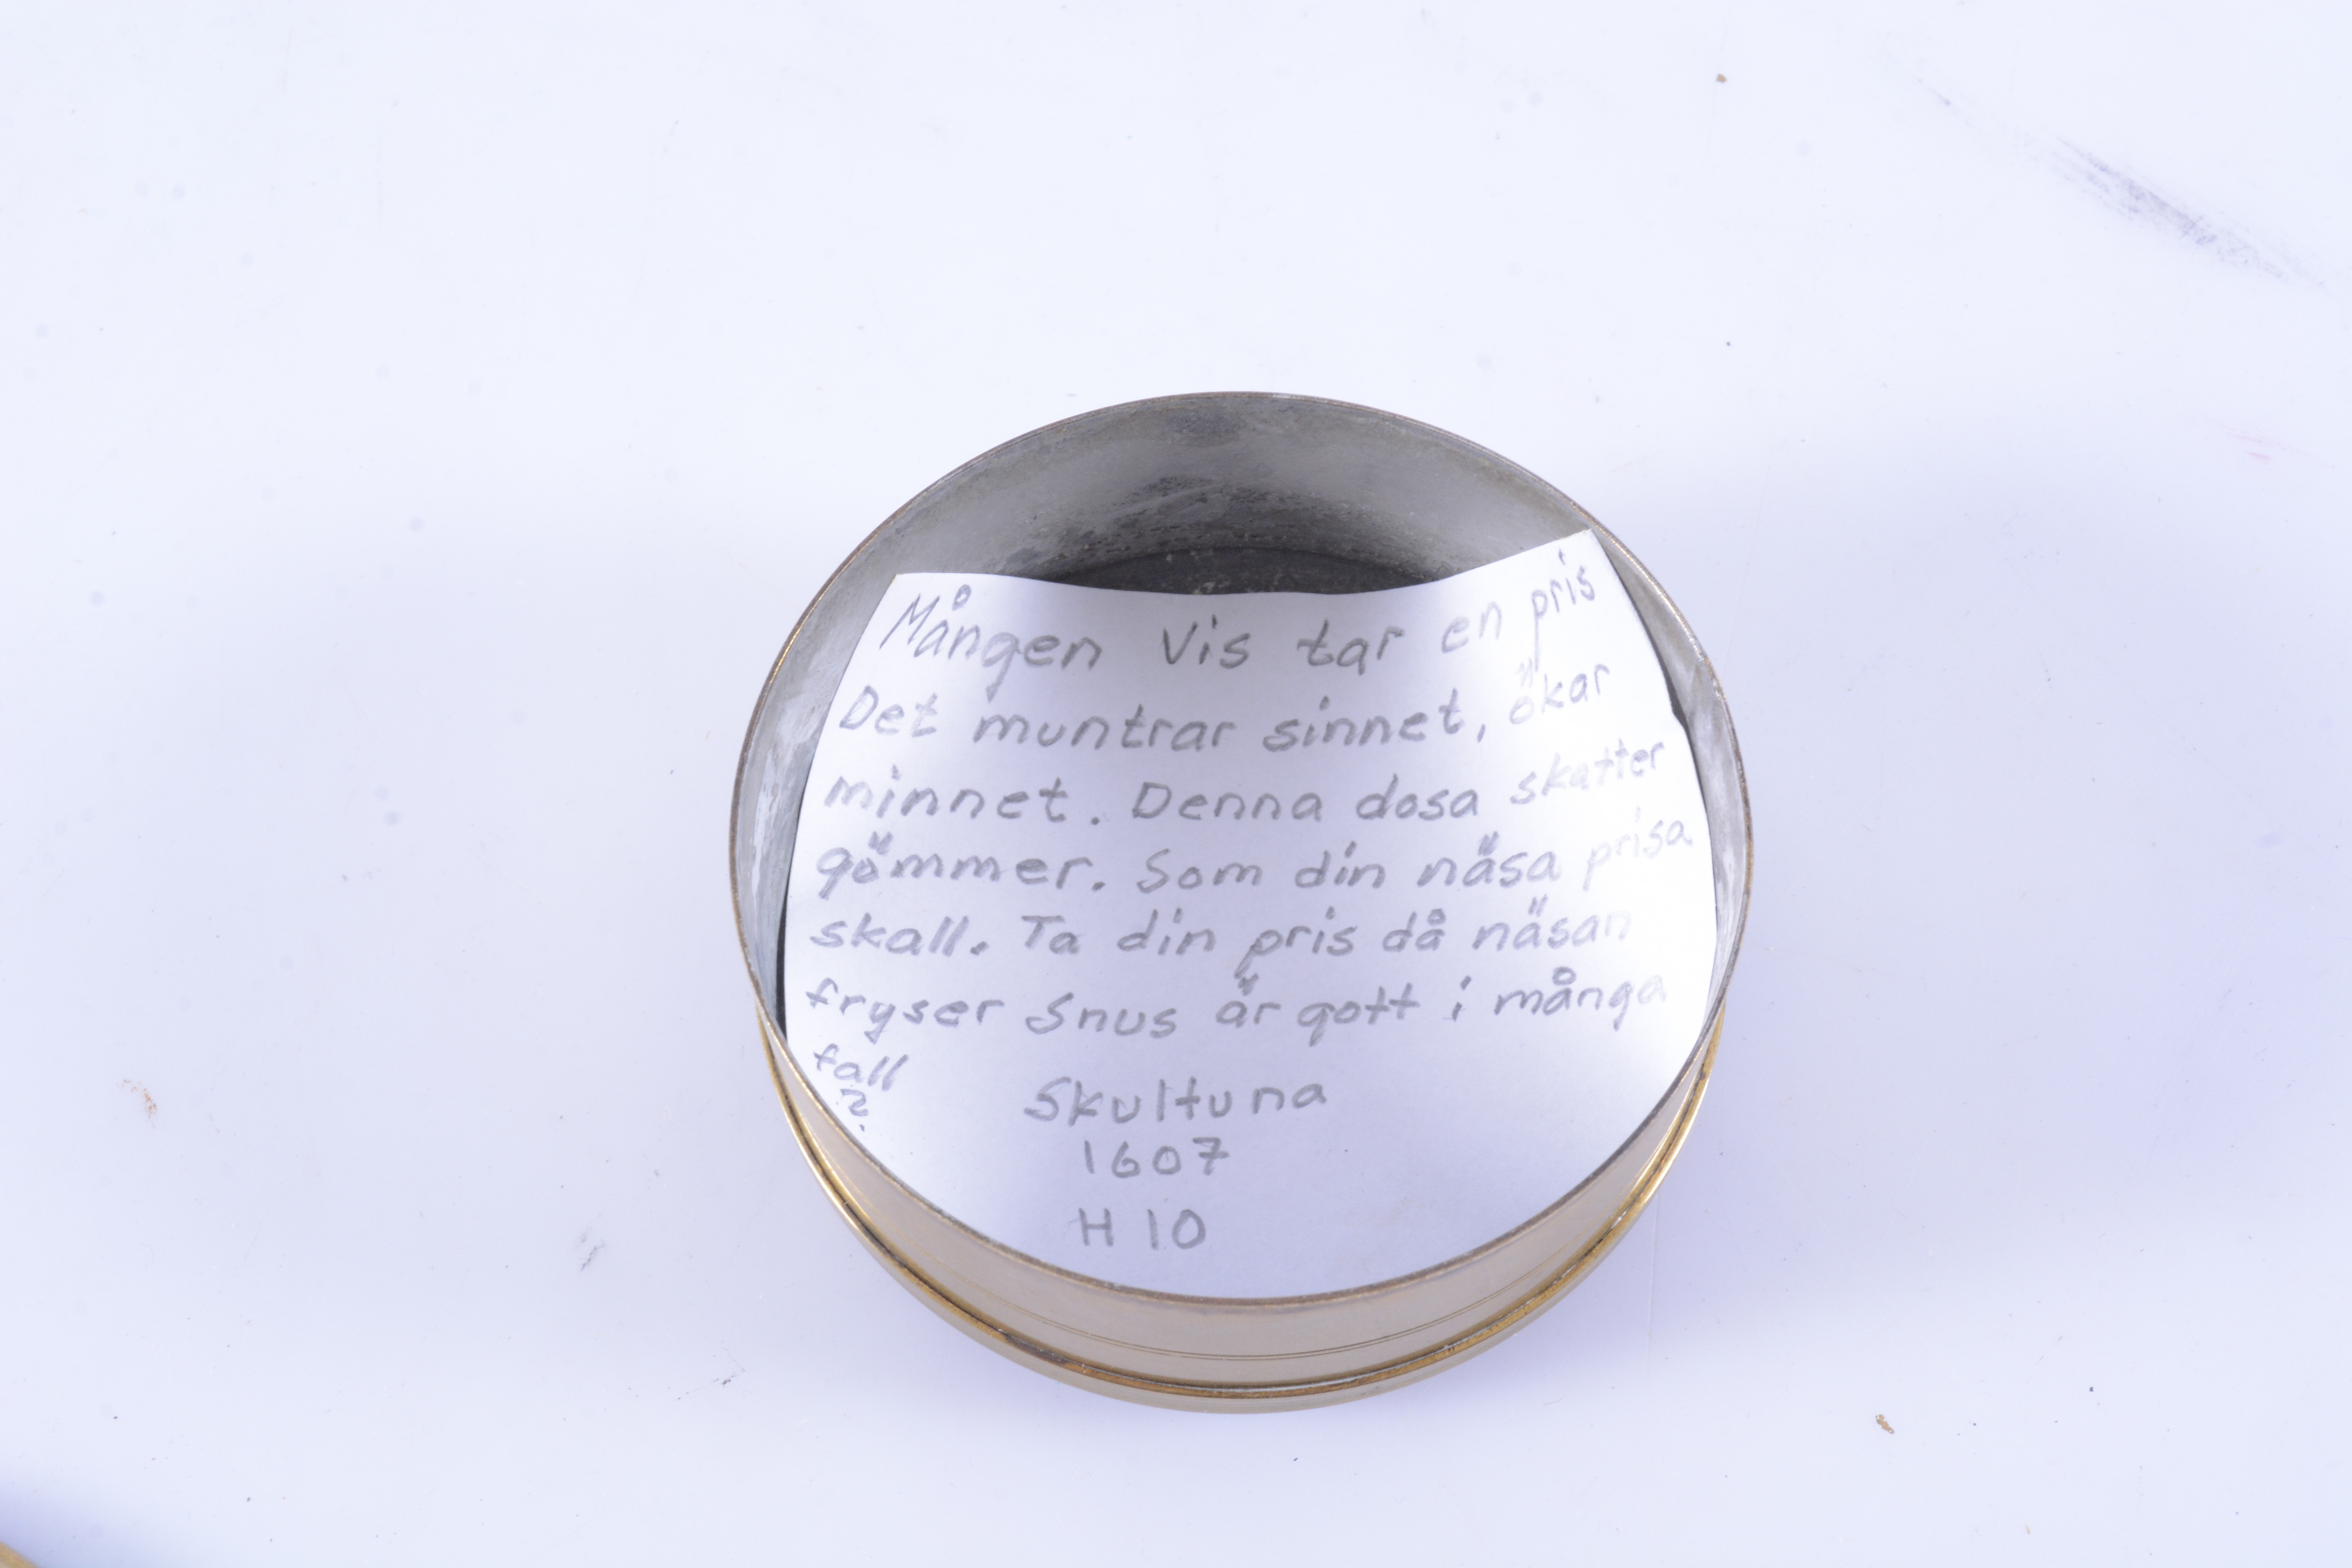 Mången Vis tar en pris
Det muntrar sinnet, ökar
minnet. Denna dosa skatter
gömmer. Som din näsa prisa
skall. Ta din pris då näsan
fryser Snus är gott i många
fall
?
Skultuna
1607
H 10